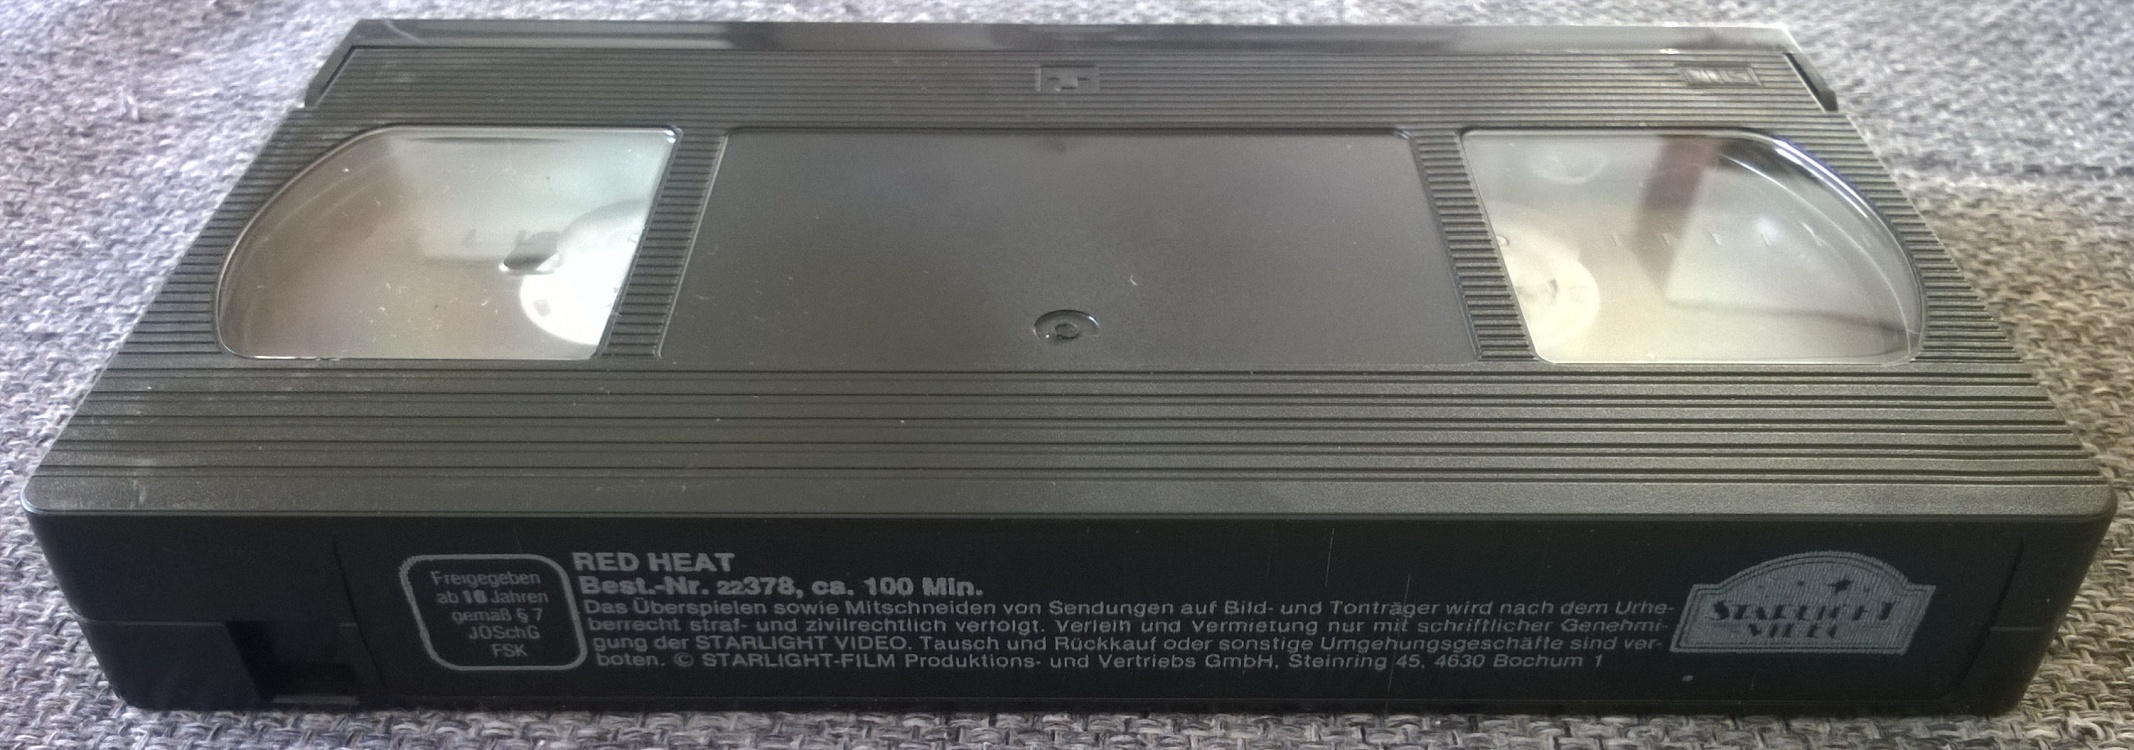 VHS
Freigegeben
ab 16 Jahren
gemäß § 7
JÖSchG
FSK
RED HEAT
Best.-Nr. 22378, ca. 100 Min.
Das Überspielen sowie Mitschneiden von Sendungen auf Bild- und Tonträger wird nach dem Urhe-
berrecht straf- und zivilrechtlich verfolgt. Verleih und Vermietung nur mit schriftlicher Genehmi-
gung der STARLIGHT VIDEO. Tausch und Rückkauf oder sonstige Umgehungsgeschäfte sind ver-
boten. © STARLIGHT-FILM Produktions- und Vertriebs GmbH, Steinring 45, 4630 Bochum 1
STARLIGHT
VIDEO